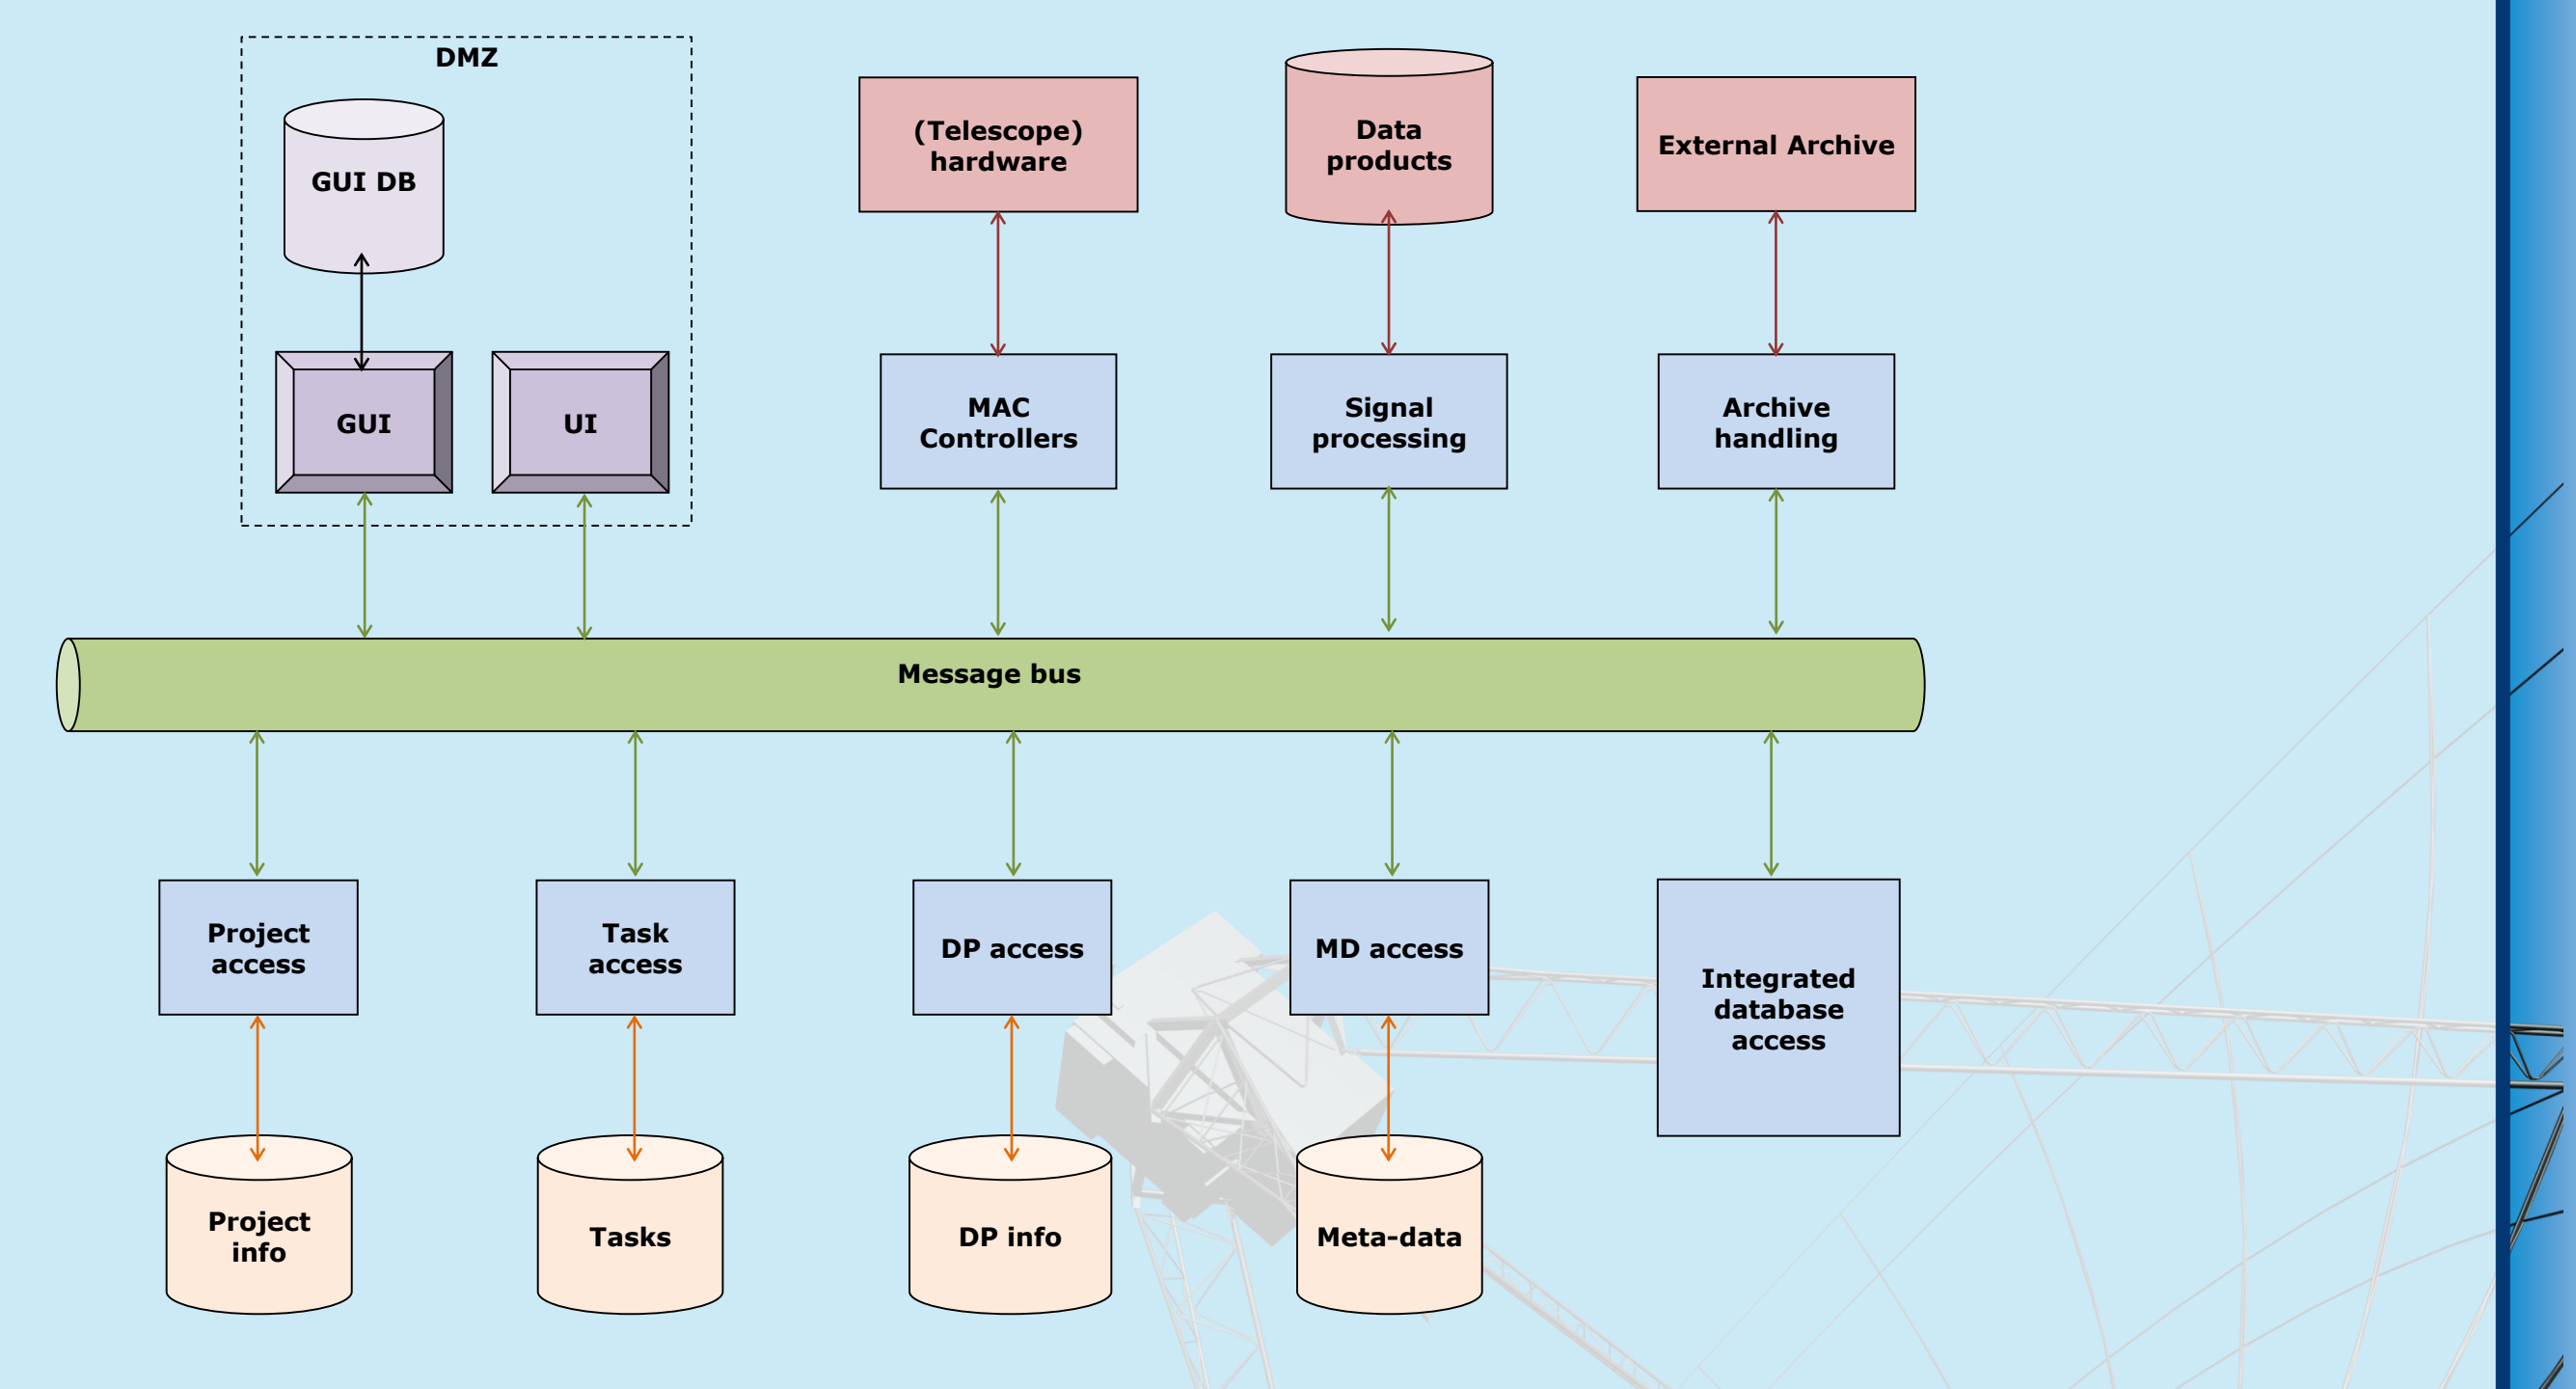 DMZ
GUI DB
(Telescope)
hardware
Data
products
External Archive
GUI
UI
MAC
Controllers
Signal
processing
Archive
handling
Message bus
Project
access
Task
access
DP access
MD access
Integrated
database
access
Project
info
Tasks
DP info
Meta-data